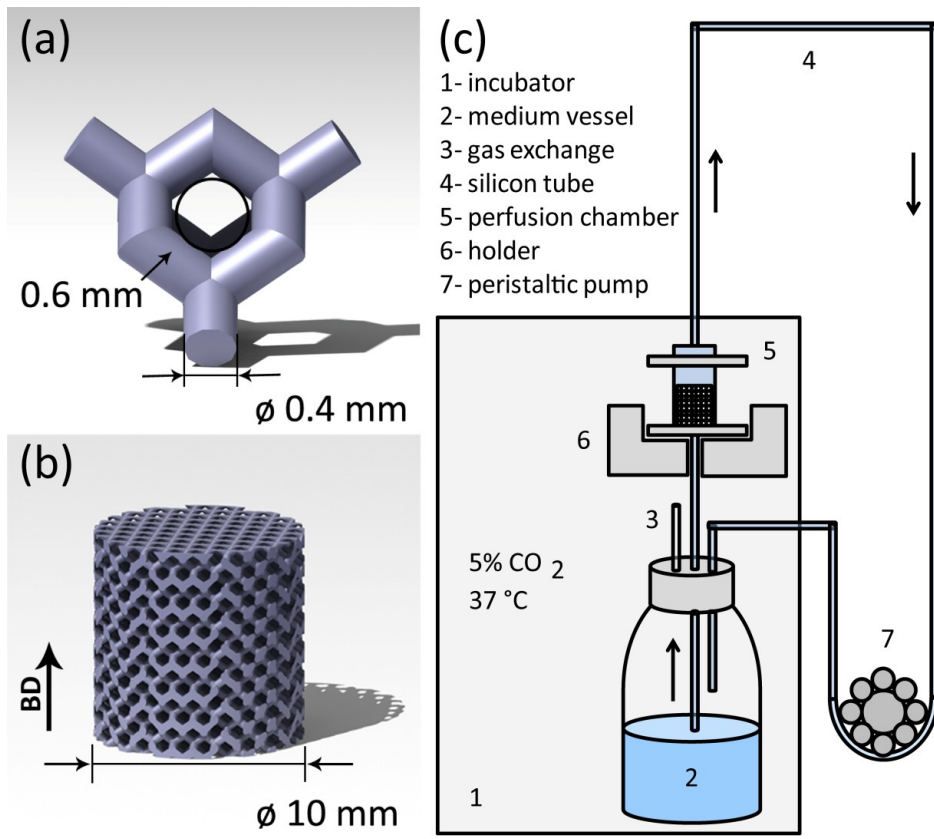 (a)
0.6 mm
ø 0.4 mm
(b)
BD
ø 10 mm
(c)
1- incubator
2- medium vessel
3- gas exchange
4- silicon tube
5- perfusion chamber
6- holder
7- peristaltic pump
4
5
6
3
5% CO 2
37 °C
7
2
1